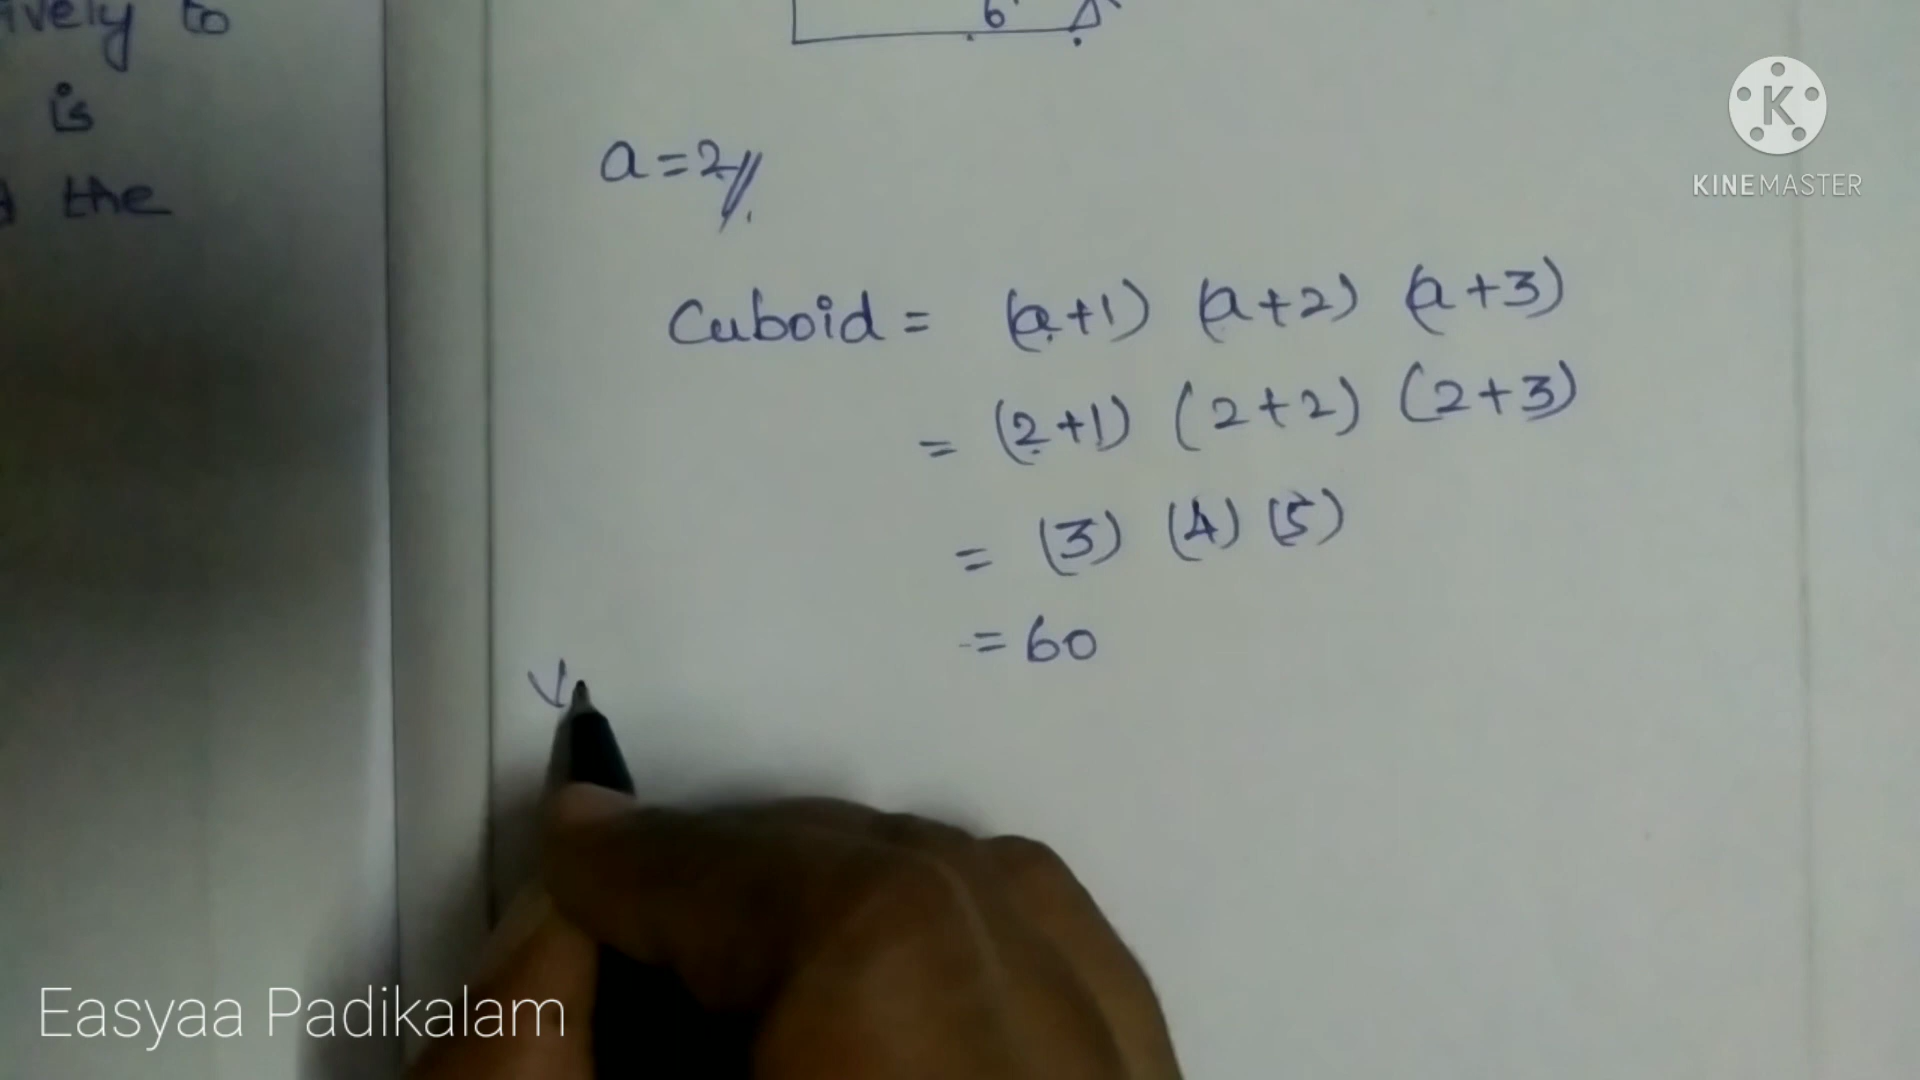 ively to
is
the
6
a = 2//.
Cuboid = (a+1) (a+2) (a+3)
= (2+1) (2+2) (2+3)
= (3) (4) (5)
= 60
V
K
KINEMASTER
Easyaa Padikalam